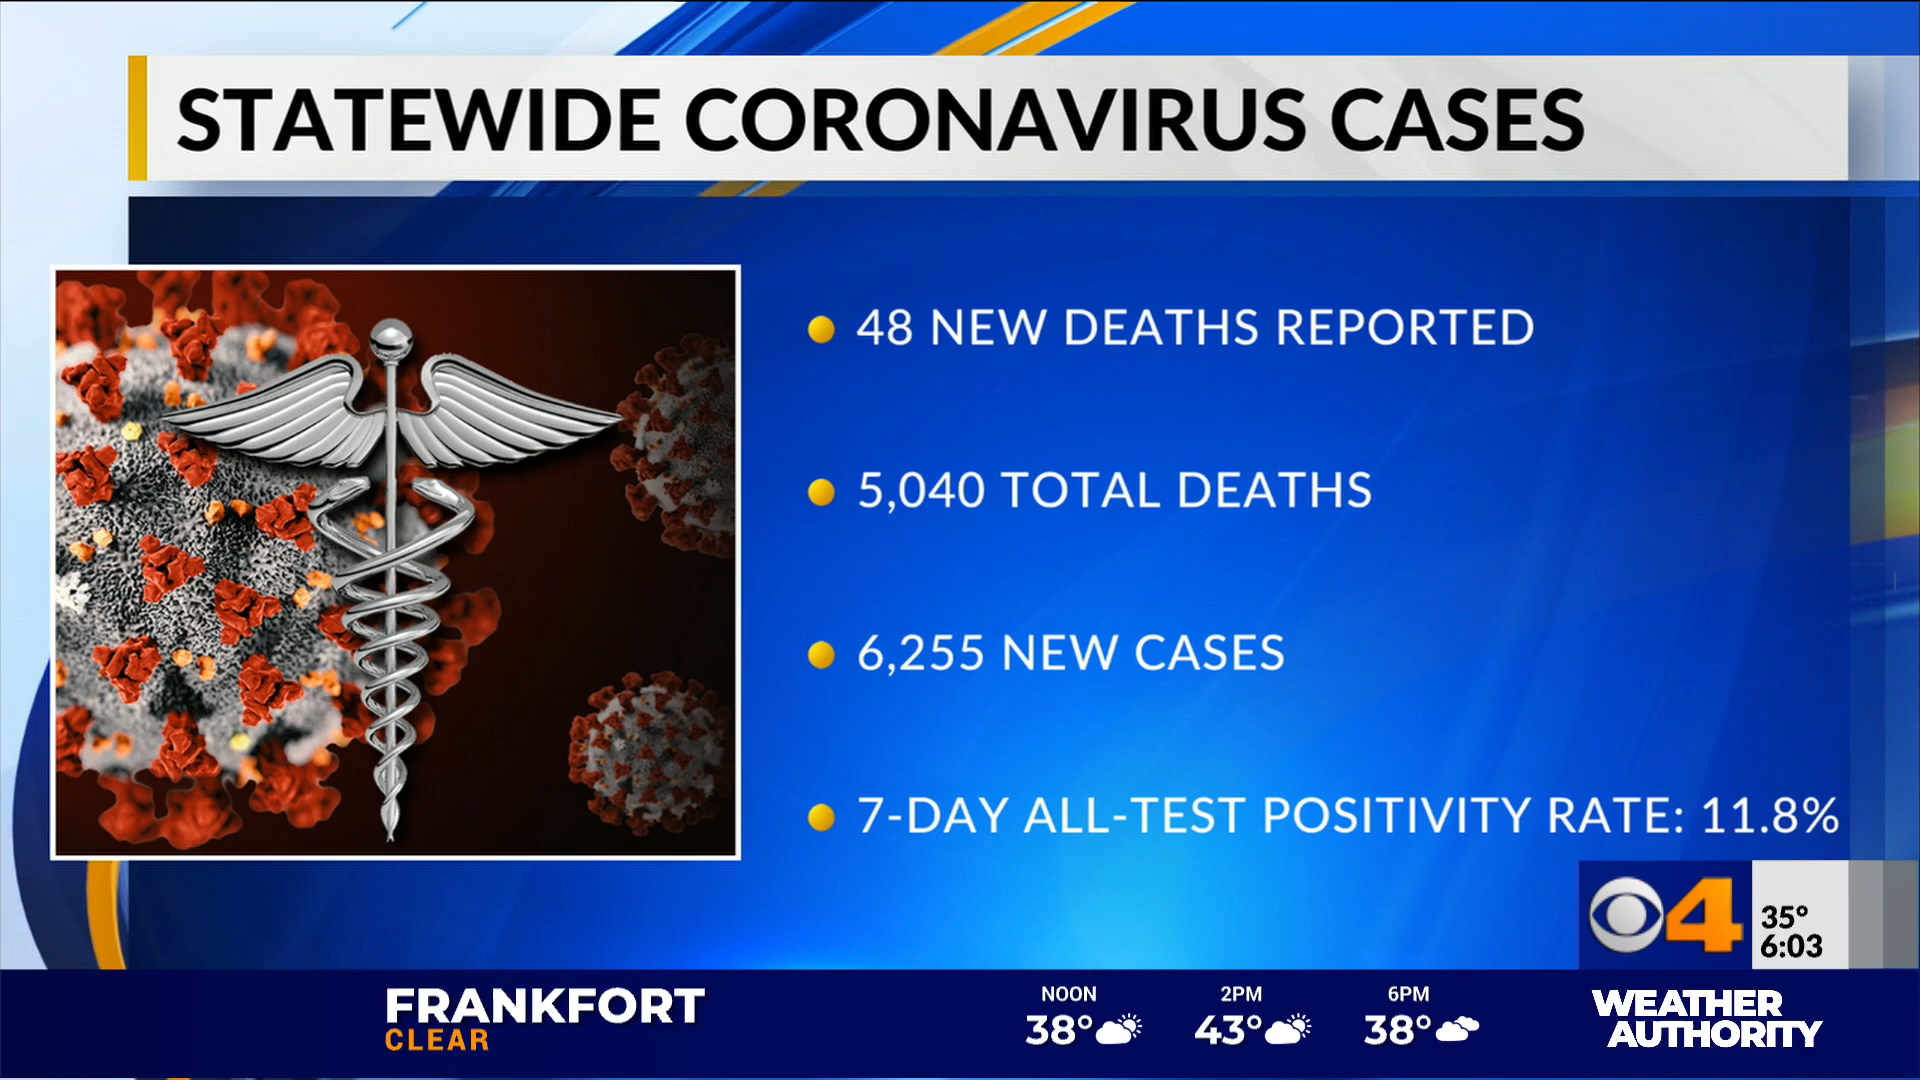 STATEWIDE CORONAVIRUS CASES
48 NEW DEATHS REPORTED
5,040 TOTAL DEATHS
6,255 NEW CASES
7-DAY ALL-TEST POSITIVITY RATE: 11.8%
4
35°
6:03
FRANKFORT
CLEAR
NOON 2PM 6PM
38° 43° 38°
WEATHER
AUTHORITY